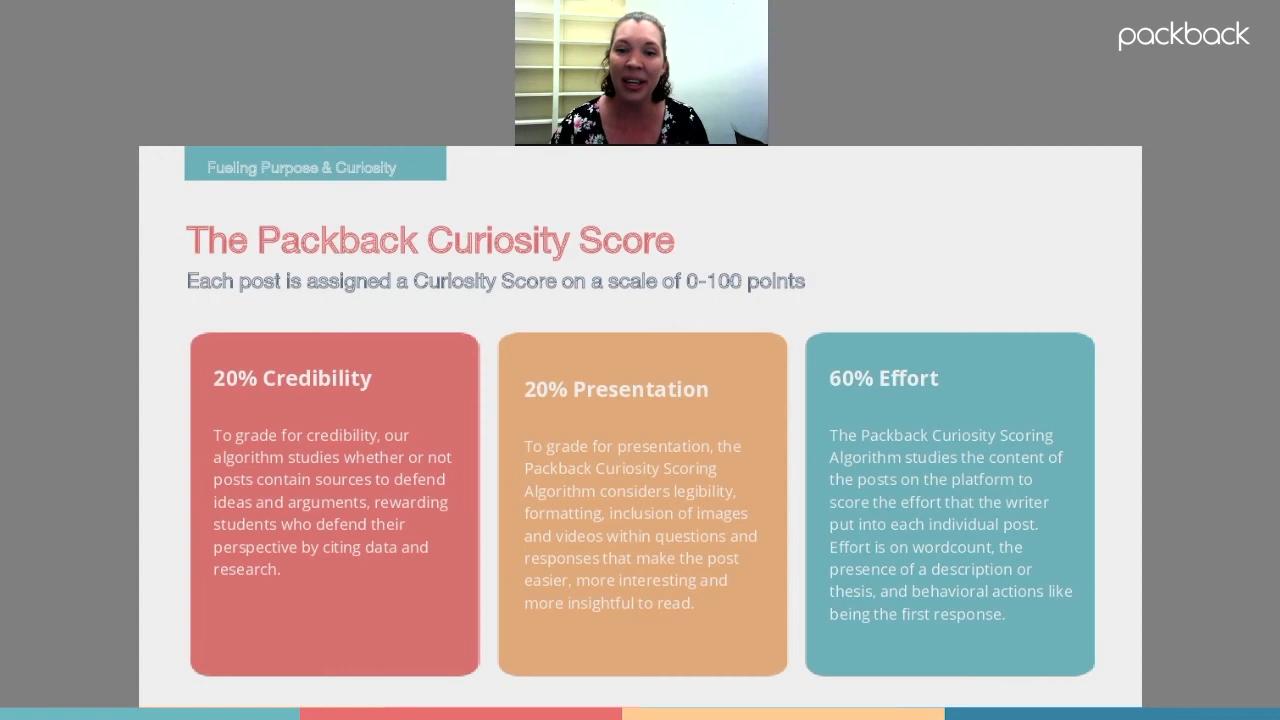 packback
Fueling Purpose & Curiosity
The Packback Curiosity Score
Each post is assigned a Curiosity Score on a scale of 0-100 points
20% Credibility
To grade for credibility, our
algorithm studies whether or not
posts contain sources to defend
ideas and arguments, rewarding
students who defend their
perspective by citing data and
research.
20% Presentation
To grade for presentation, the
Packback Curiosity Scoring
Algorithm considers legibility,
formatting, inclusion of images
and videos within questions and
responses that make the post
easier, more interesting and
more insightful to read.
60% Effort
The Packback Curiosity Scoring
Algorithm studies the content of
the posts on the platform to
score the effort that the writer
put into each individual post.
Effort is on wordcount, the
presence of a description or
thesis, and behavioral actions like
being the first response.